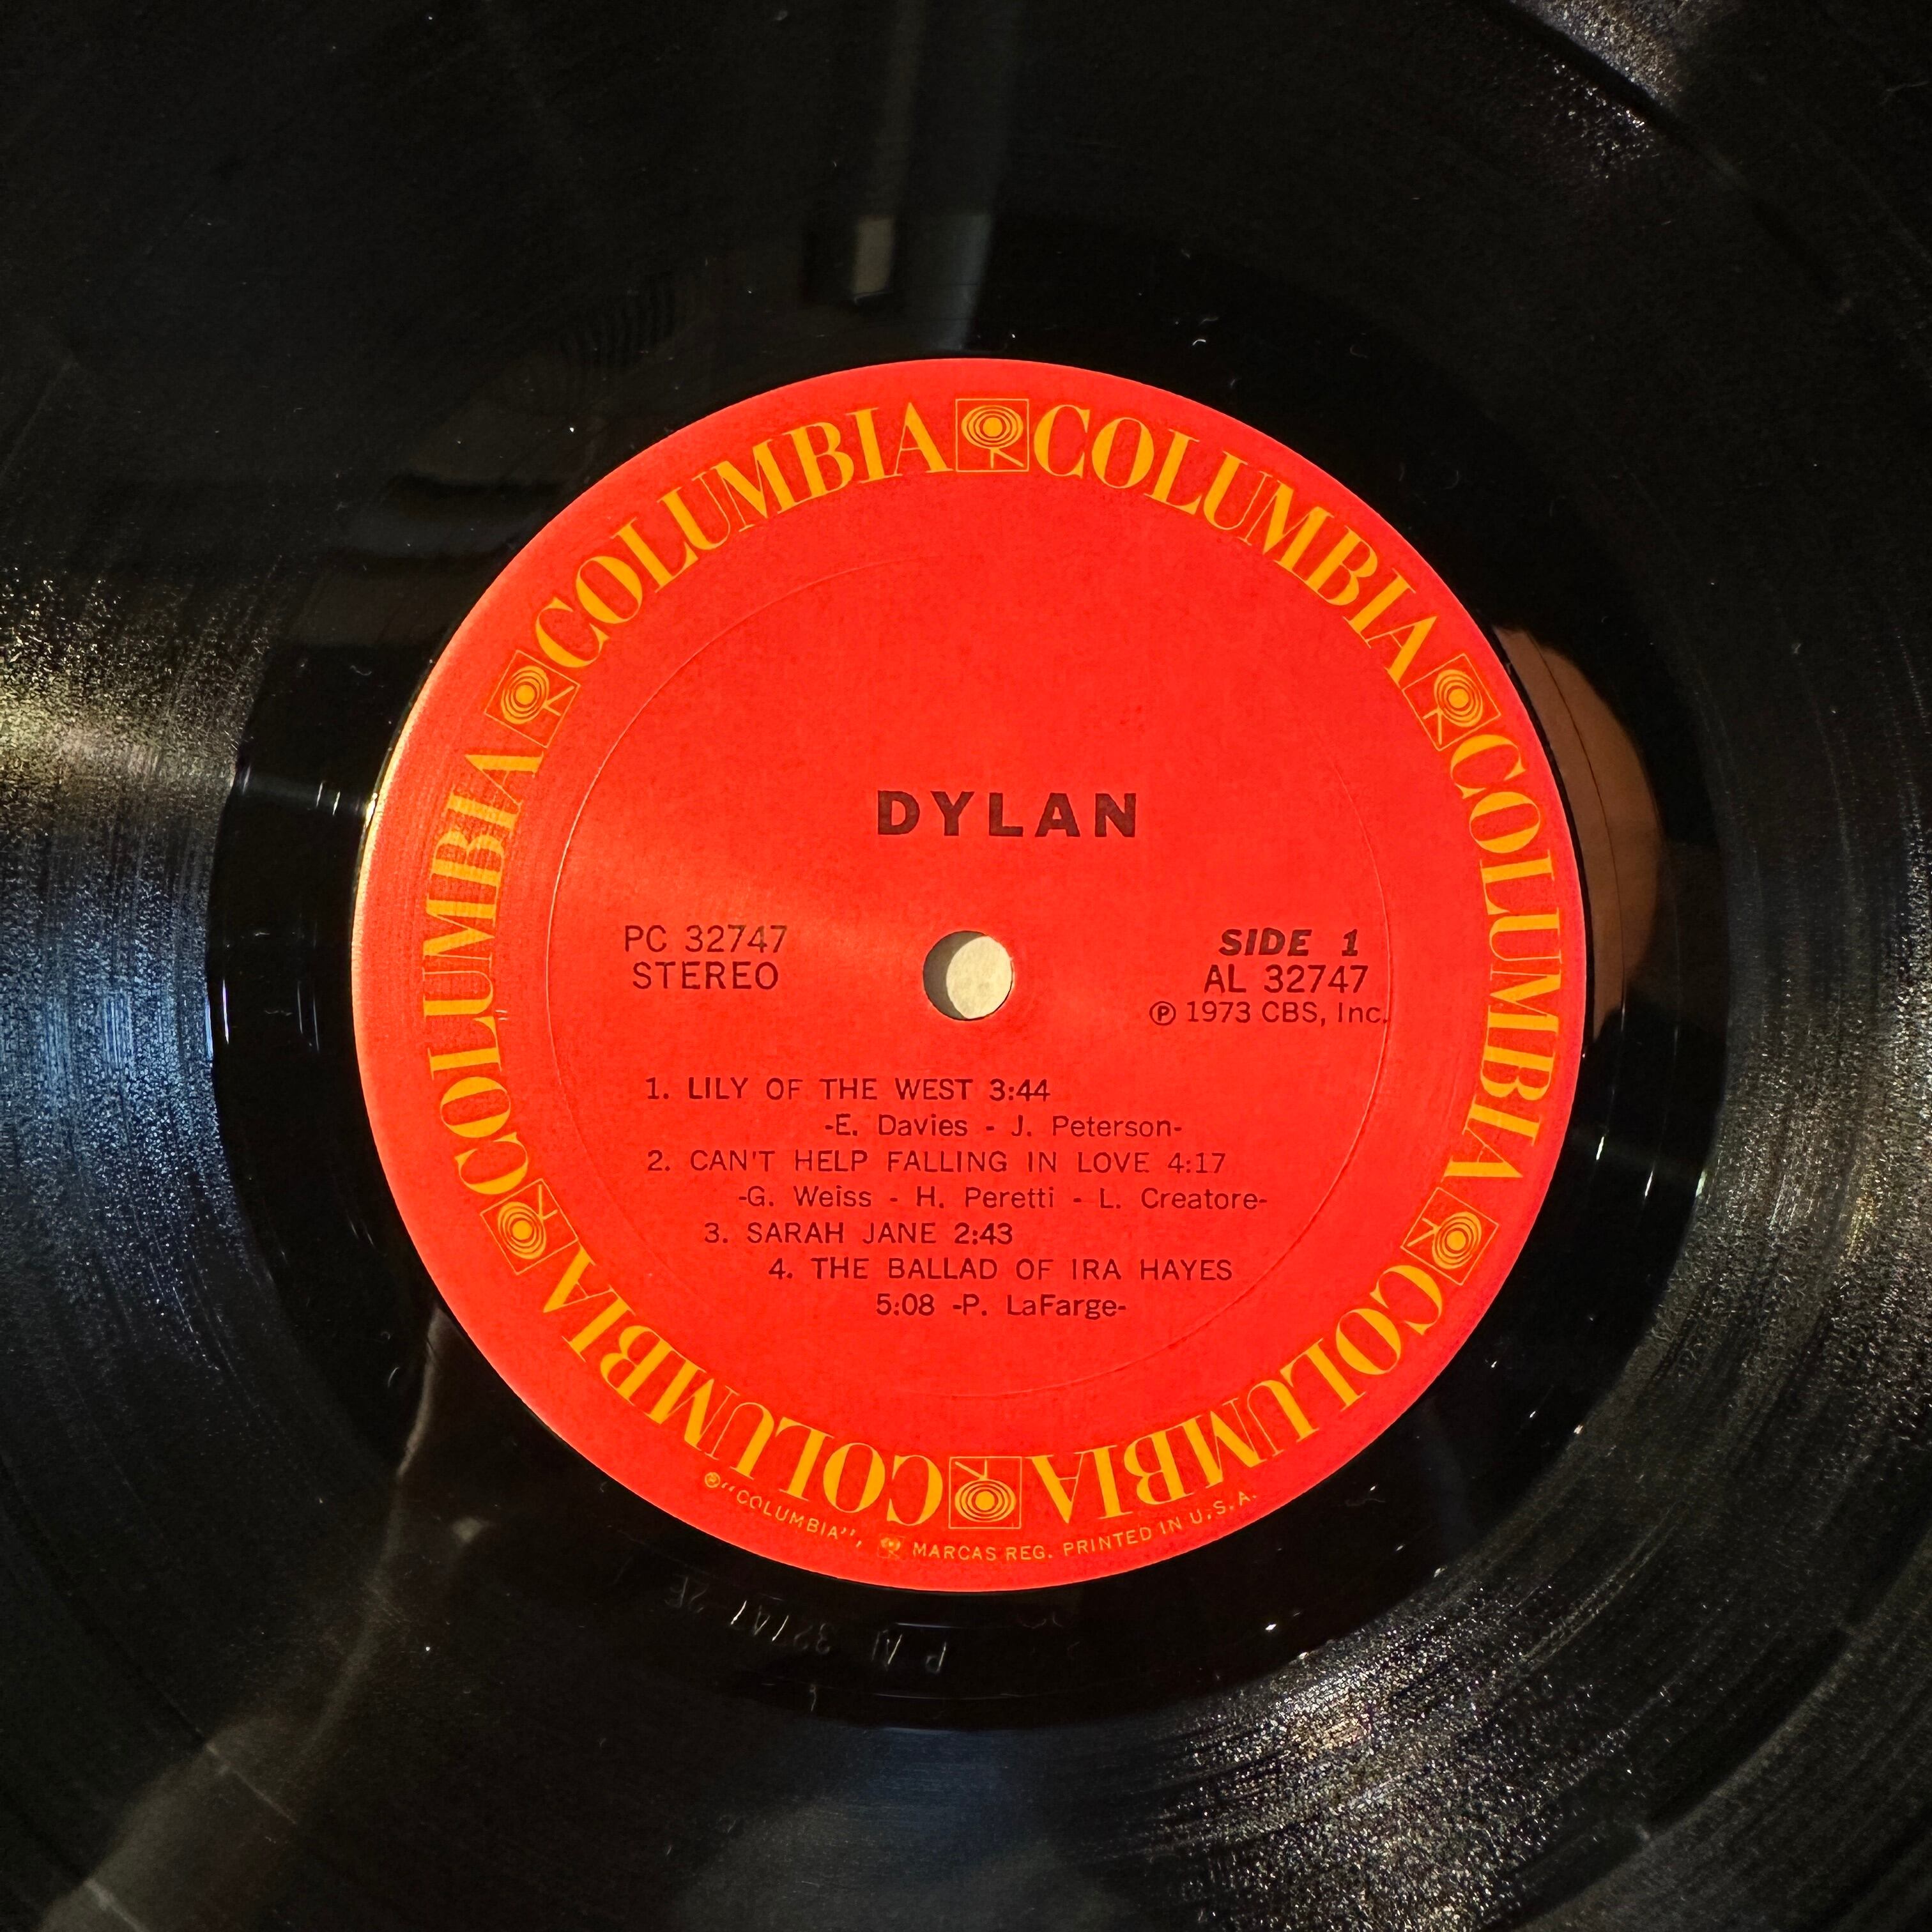 COLUMBIA COLUMBIA COLUMBIA COLUMBIA COLUMBIA COLUMBIA
DYLAN
PC 32747
STEREO
SIDE 1
AL 32747
℗ 1973 CBS, Inc.
1. LILY OF THE WEST 3:44
-E. Davies - J. Peterson-
2. CAN'T HELP FALLING IN LOVE 4:17
-G. Weiss - H. Peretti - L. Creatore-
3. SARAH JANE 2:43
4. THE BALLAD OF IRA HAYES
5:08 -P. LaFarge-
®"COLUMBIA", MARCAS REG. PRINTED IN U.S.A.